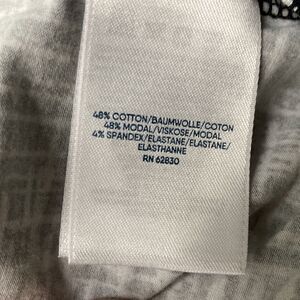 48% COTTON/BAUMWOLLE/COTON
48% MODAL/VISKOSE/MODAL
4% SPANDEX/ELASTANE/ELASTANE/
ELASTHANNE
RN 62830